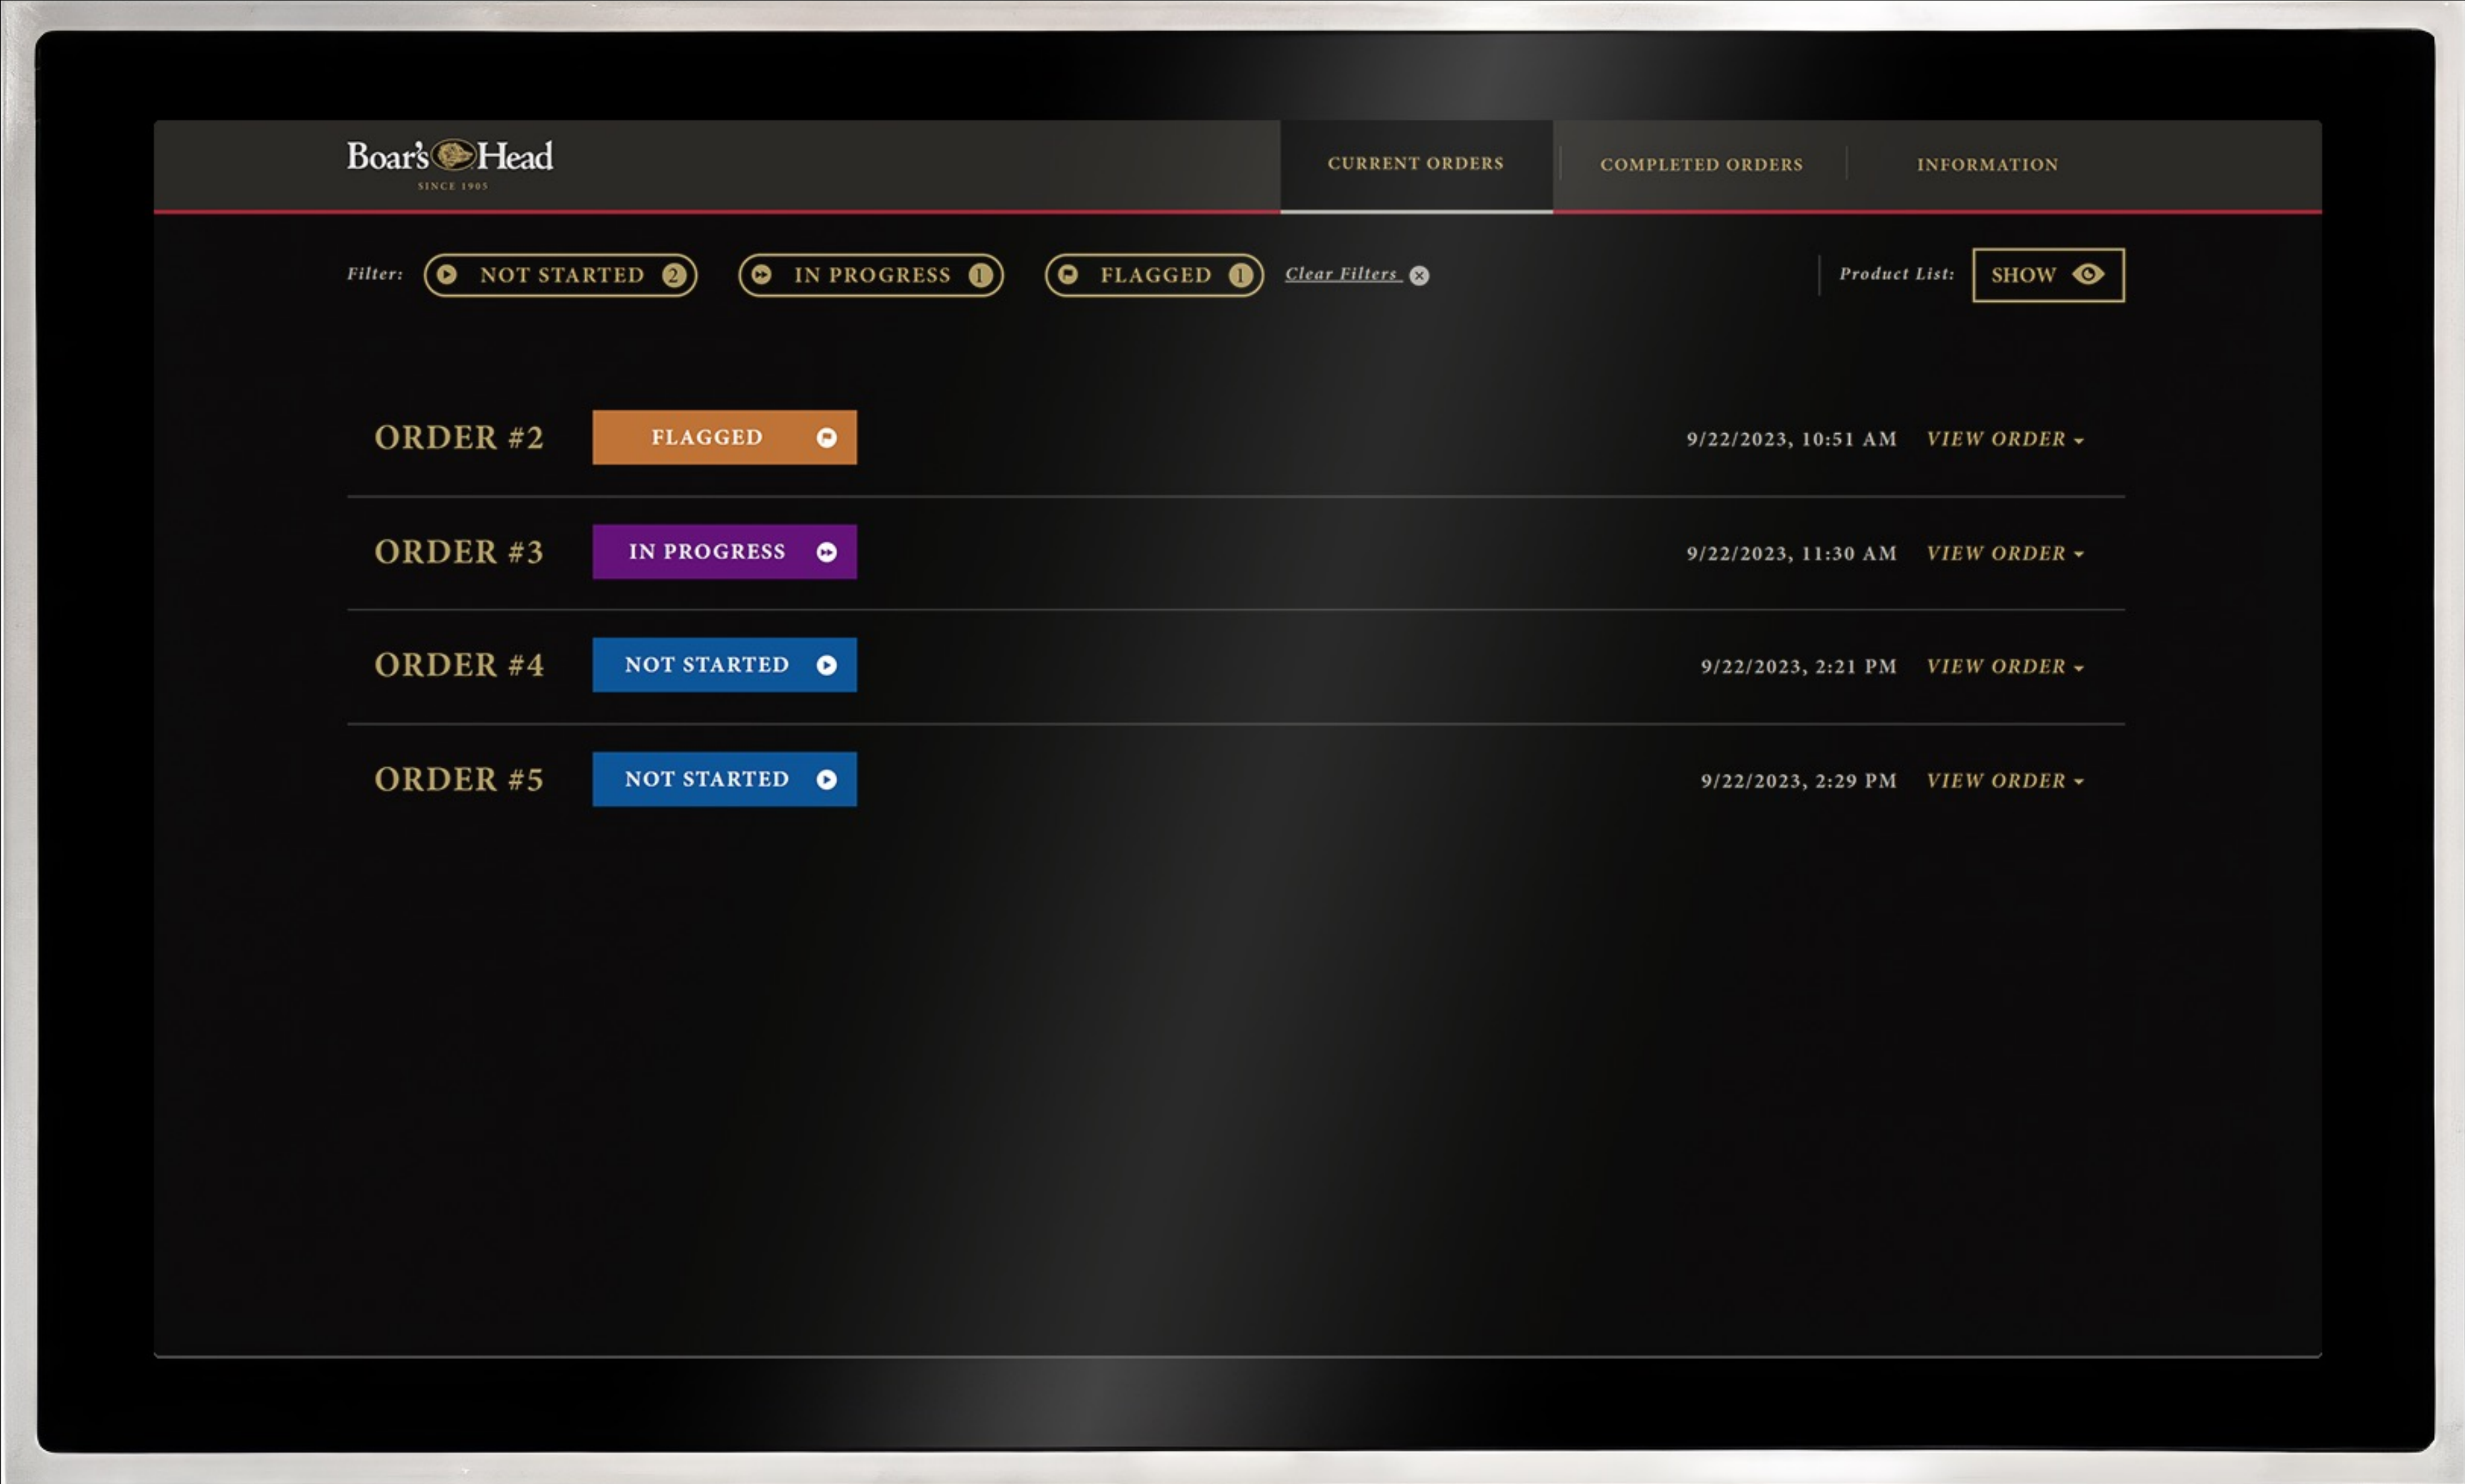 Boar's Head
SINCE 1905
CURRENT ORDERS
COMPLETED ORDERS
INFORMATION
Filter: NOT STARTED 2 IN PROGRESS 1 FLAGGED 1 Clear Filters Product List: SHOW
ORDER #2 FLAGGED 9/22/2023, 10:51 AM VIEW ORDER
ORDER #3 IN PROGRESS 9/22/2023, 11:30 AM VIEW ORDER
ORDER #4 NOT STARTED 9/22/2023, 2:21 PM VIEW ORDER
ORDER #5 NOT STARTED 9/22/2023, 2:29 PM VIEW ORDER